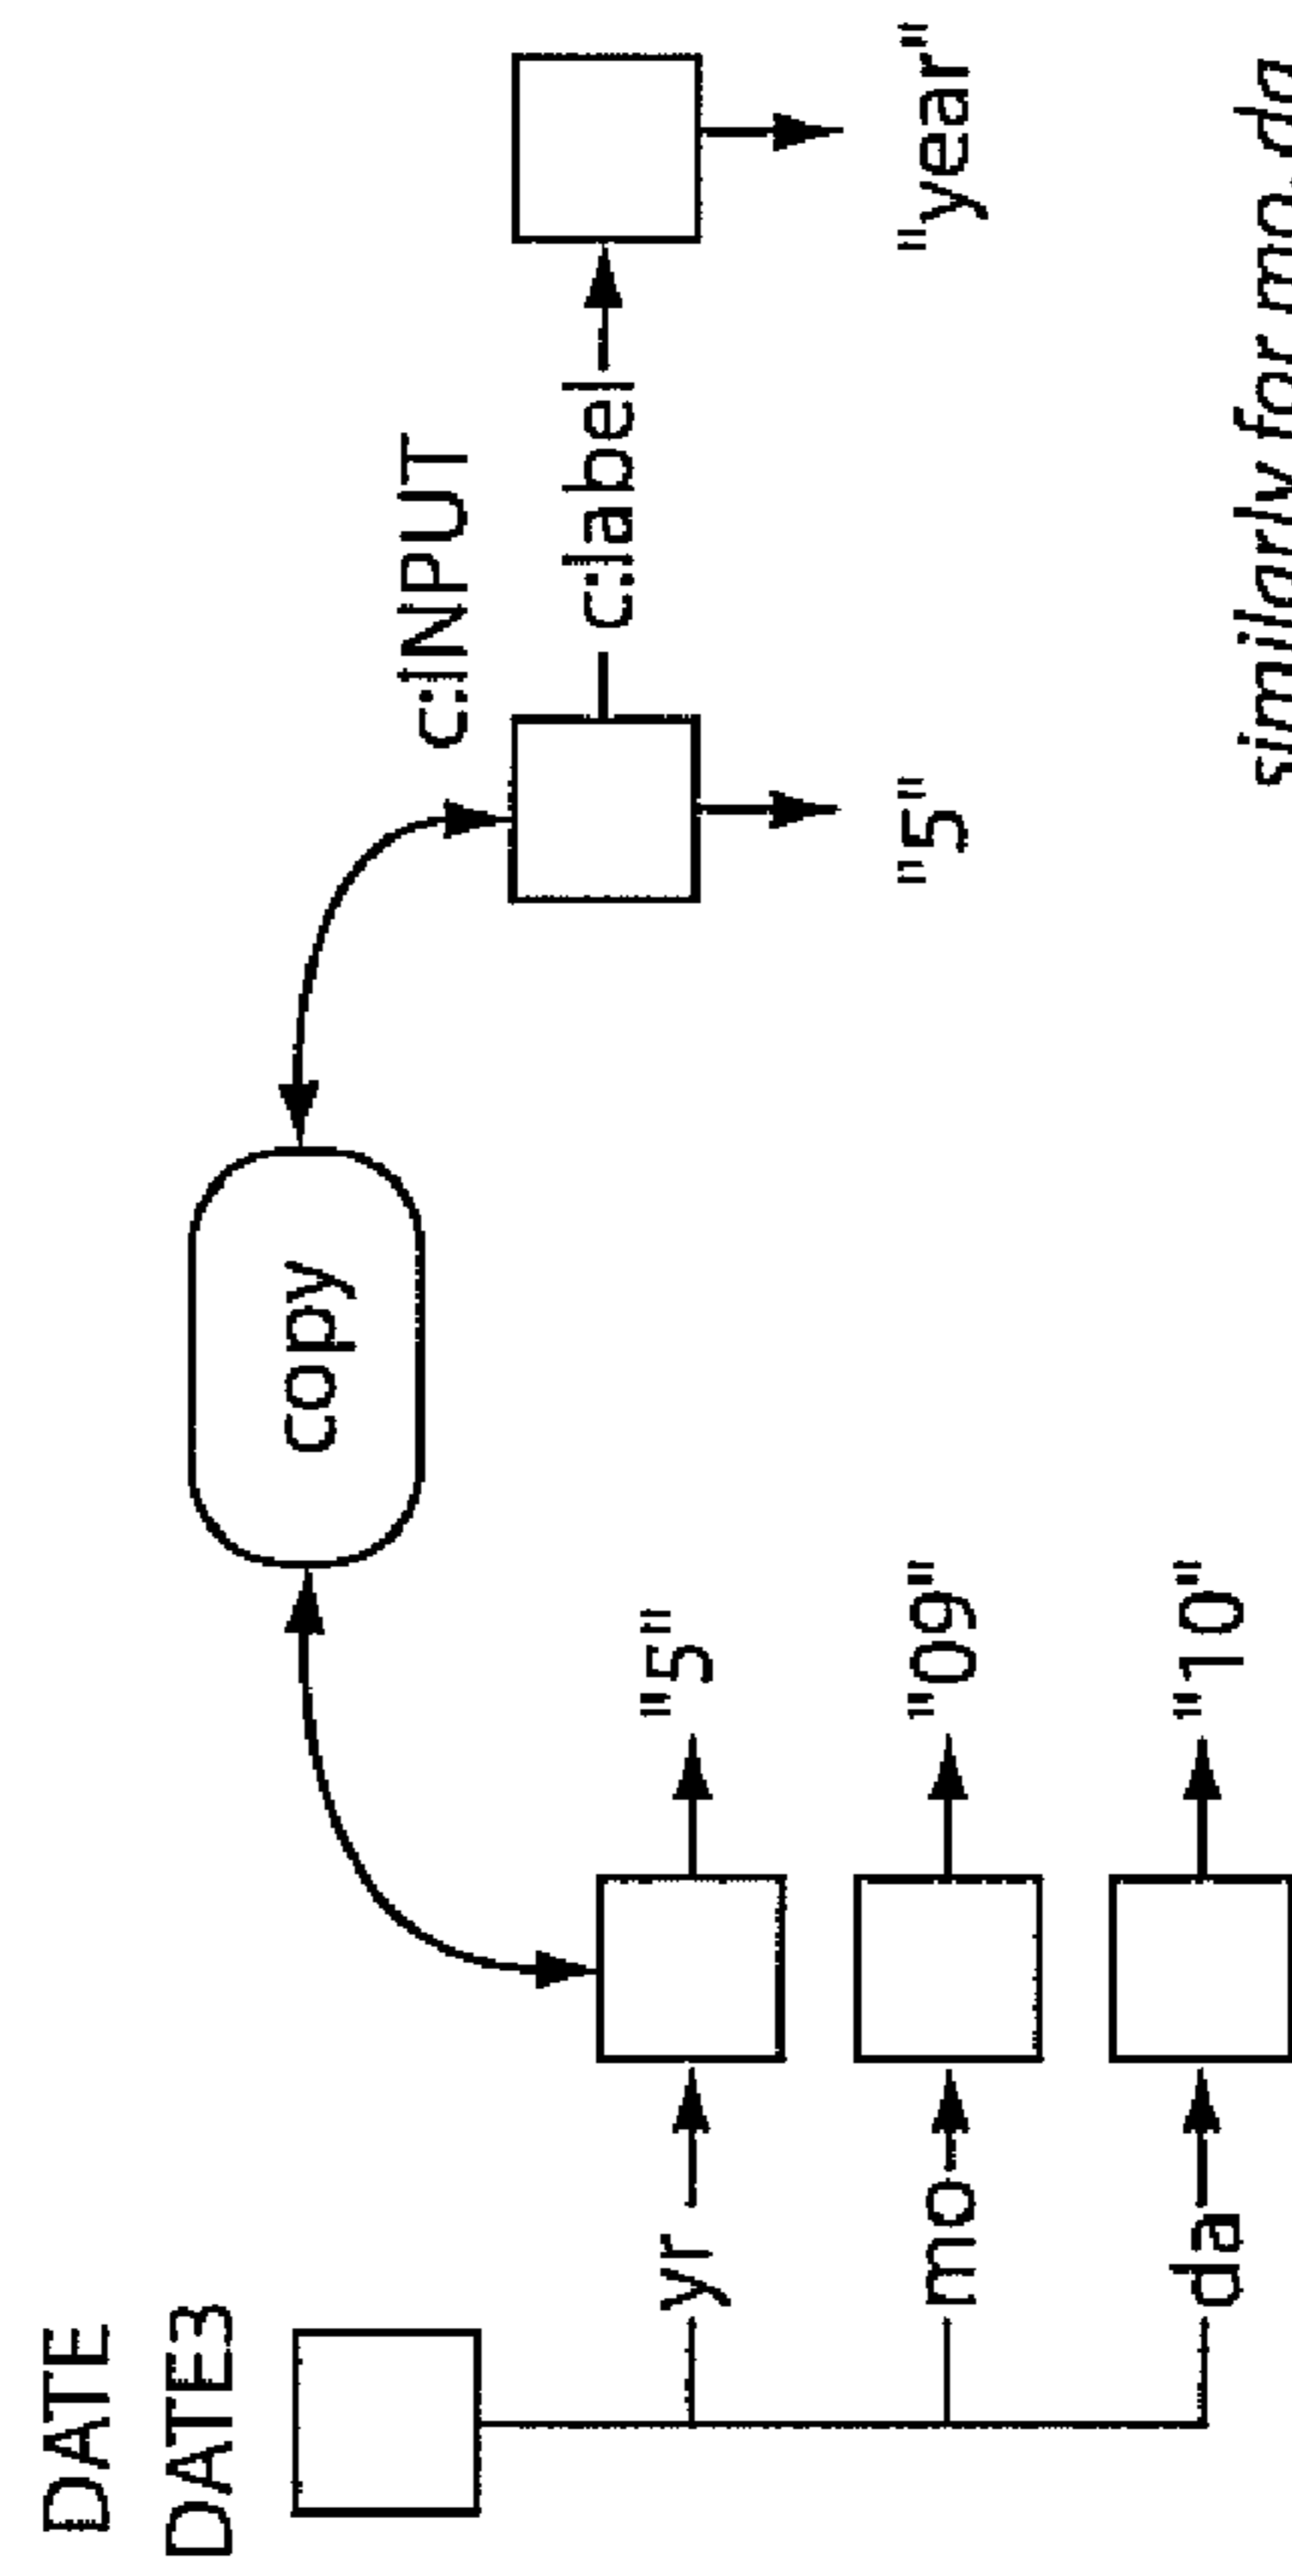 DATE
DATE3
yr
"5"
mo
"09"
da
"10"
copy
c:INPUT
c:label
"5"
"year"
similarly for mo, da